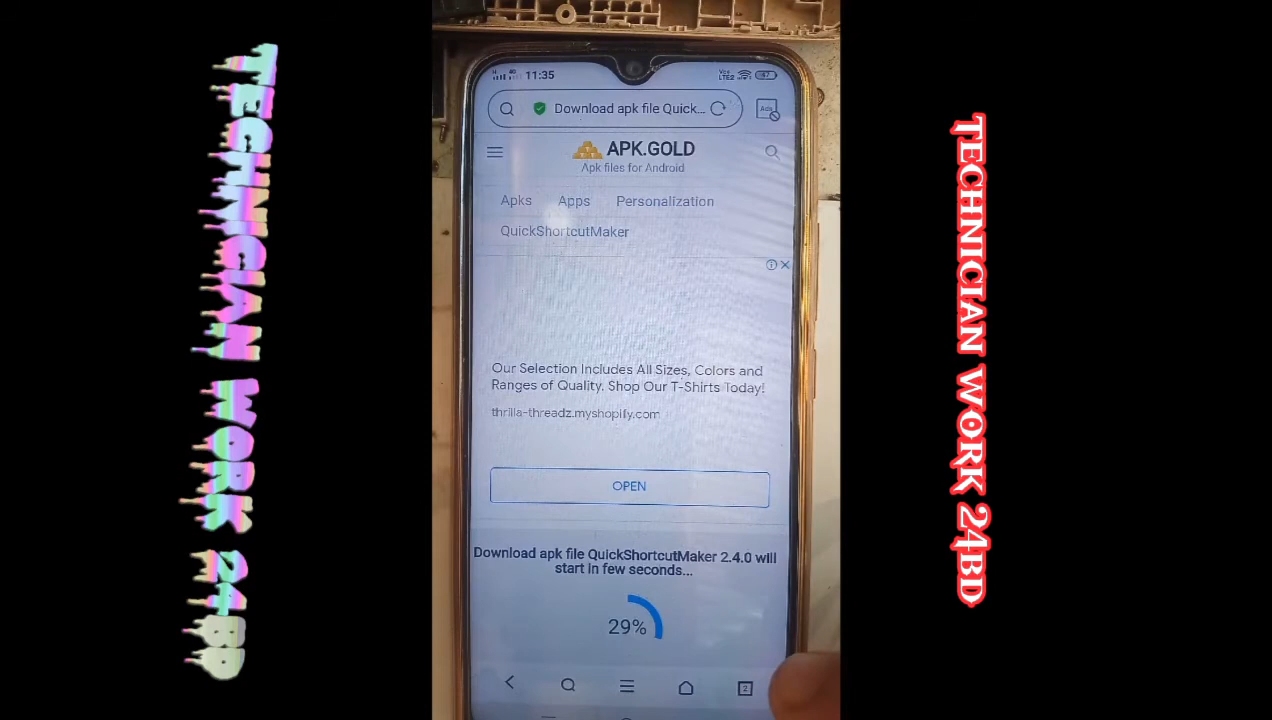 TECHNICIAN WORK 24BD
11:35
Download apk file Quick...
Ads
APK.GOLD
Apk files for Android
Apks Apps Personalization
QuickShortcutMaker
Our Selection Includes All Sizes, Colors and
Ranges of Quality. Shop Our T-Shirts Today!
thrilla-threadz.myshopify.com
OPEN
Download apk file QuickShortcutMaker 2.4.0 will
start in few seconds...
29%
2
TECHNICIAN WORK 24BD